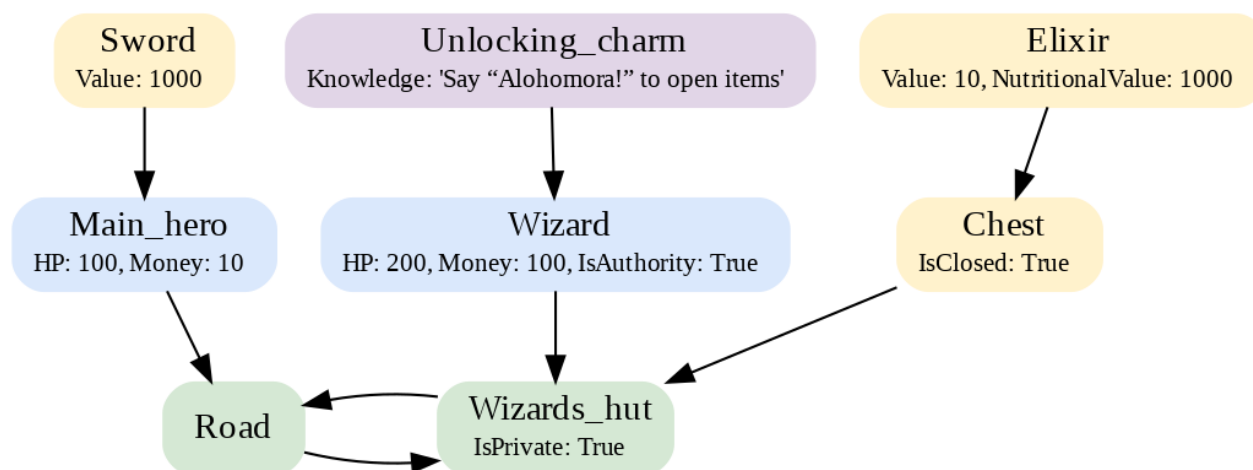 Sword
Value: 1000
Unlocking_charm
Knowledge: 'Say “Alohomora!” to open items'
Elixir
Value: 10, NutritionalValue: 1000
Main_hero
HP: 100, Money: 10
Wizard
HP: 200, Money: 100, IsAuthority: True
Chest
IsClosed: True
Road
Wizards_hut
IsPrivate: True